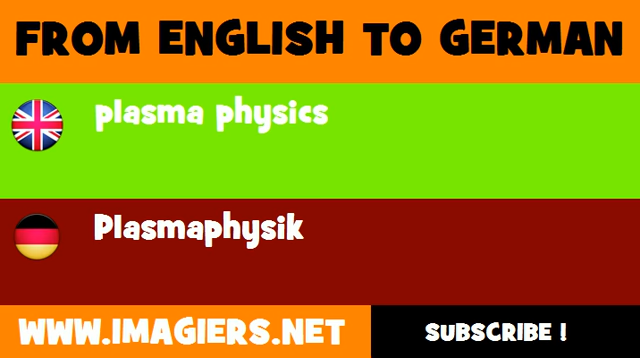 FROM ENGLISH TO GERMAN
plasma physics
Plasmaphysik
WWW.IMAGIERS.NET
SUBSCRIBE !